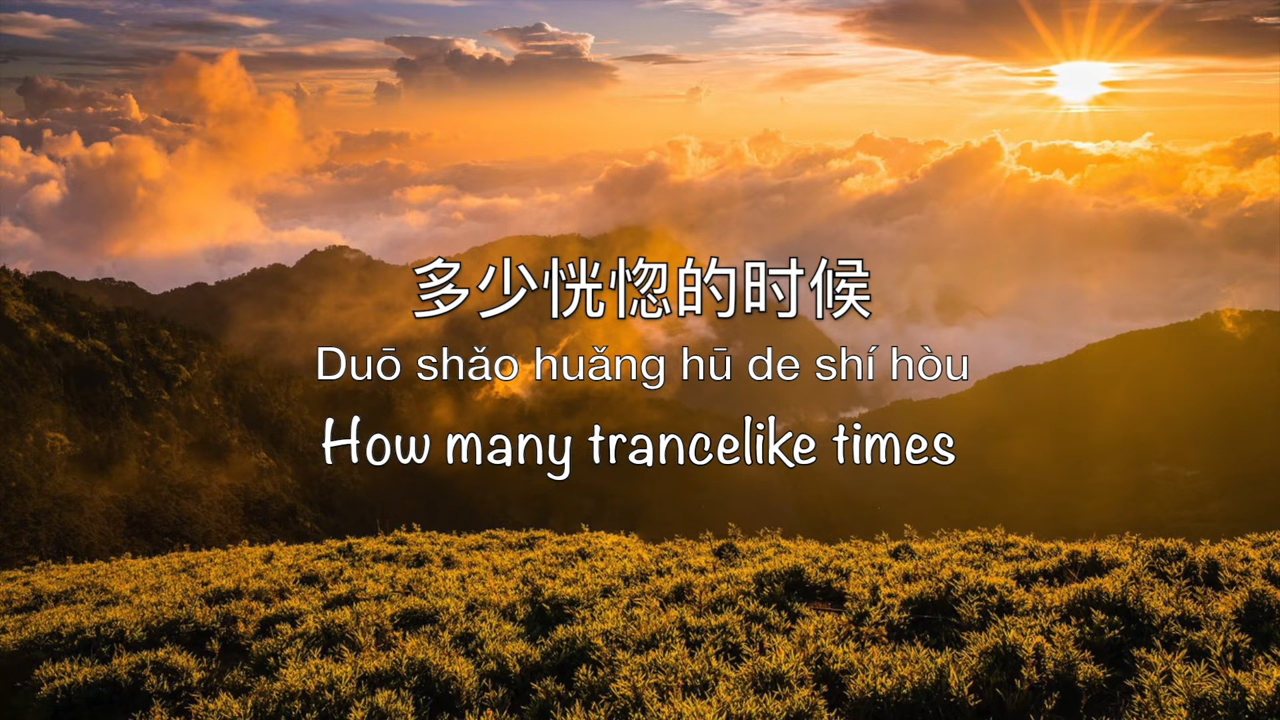 多少恍惚的时候
Duō shǎo huǎng hū de shí hòu
How many trancelike times